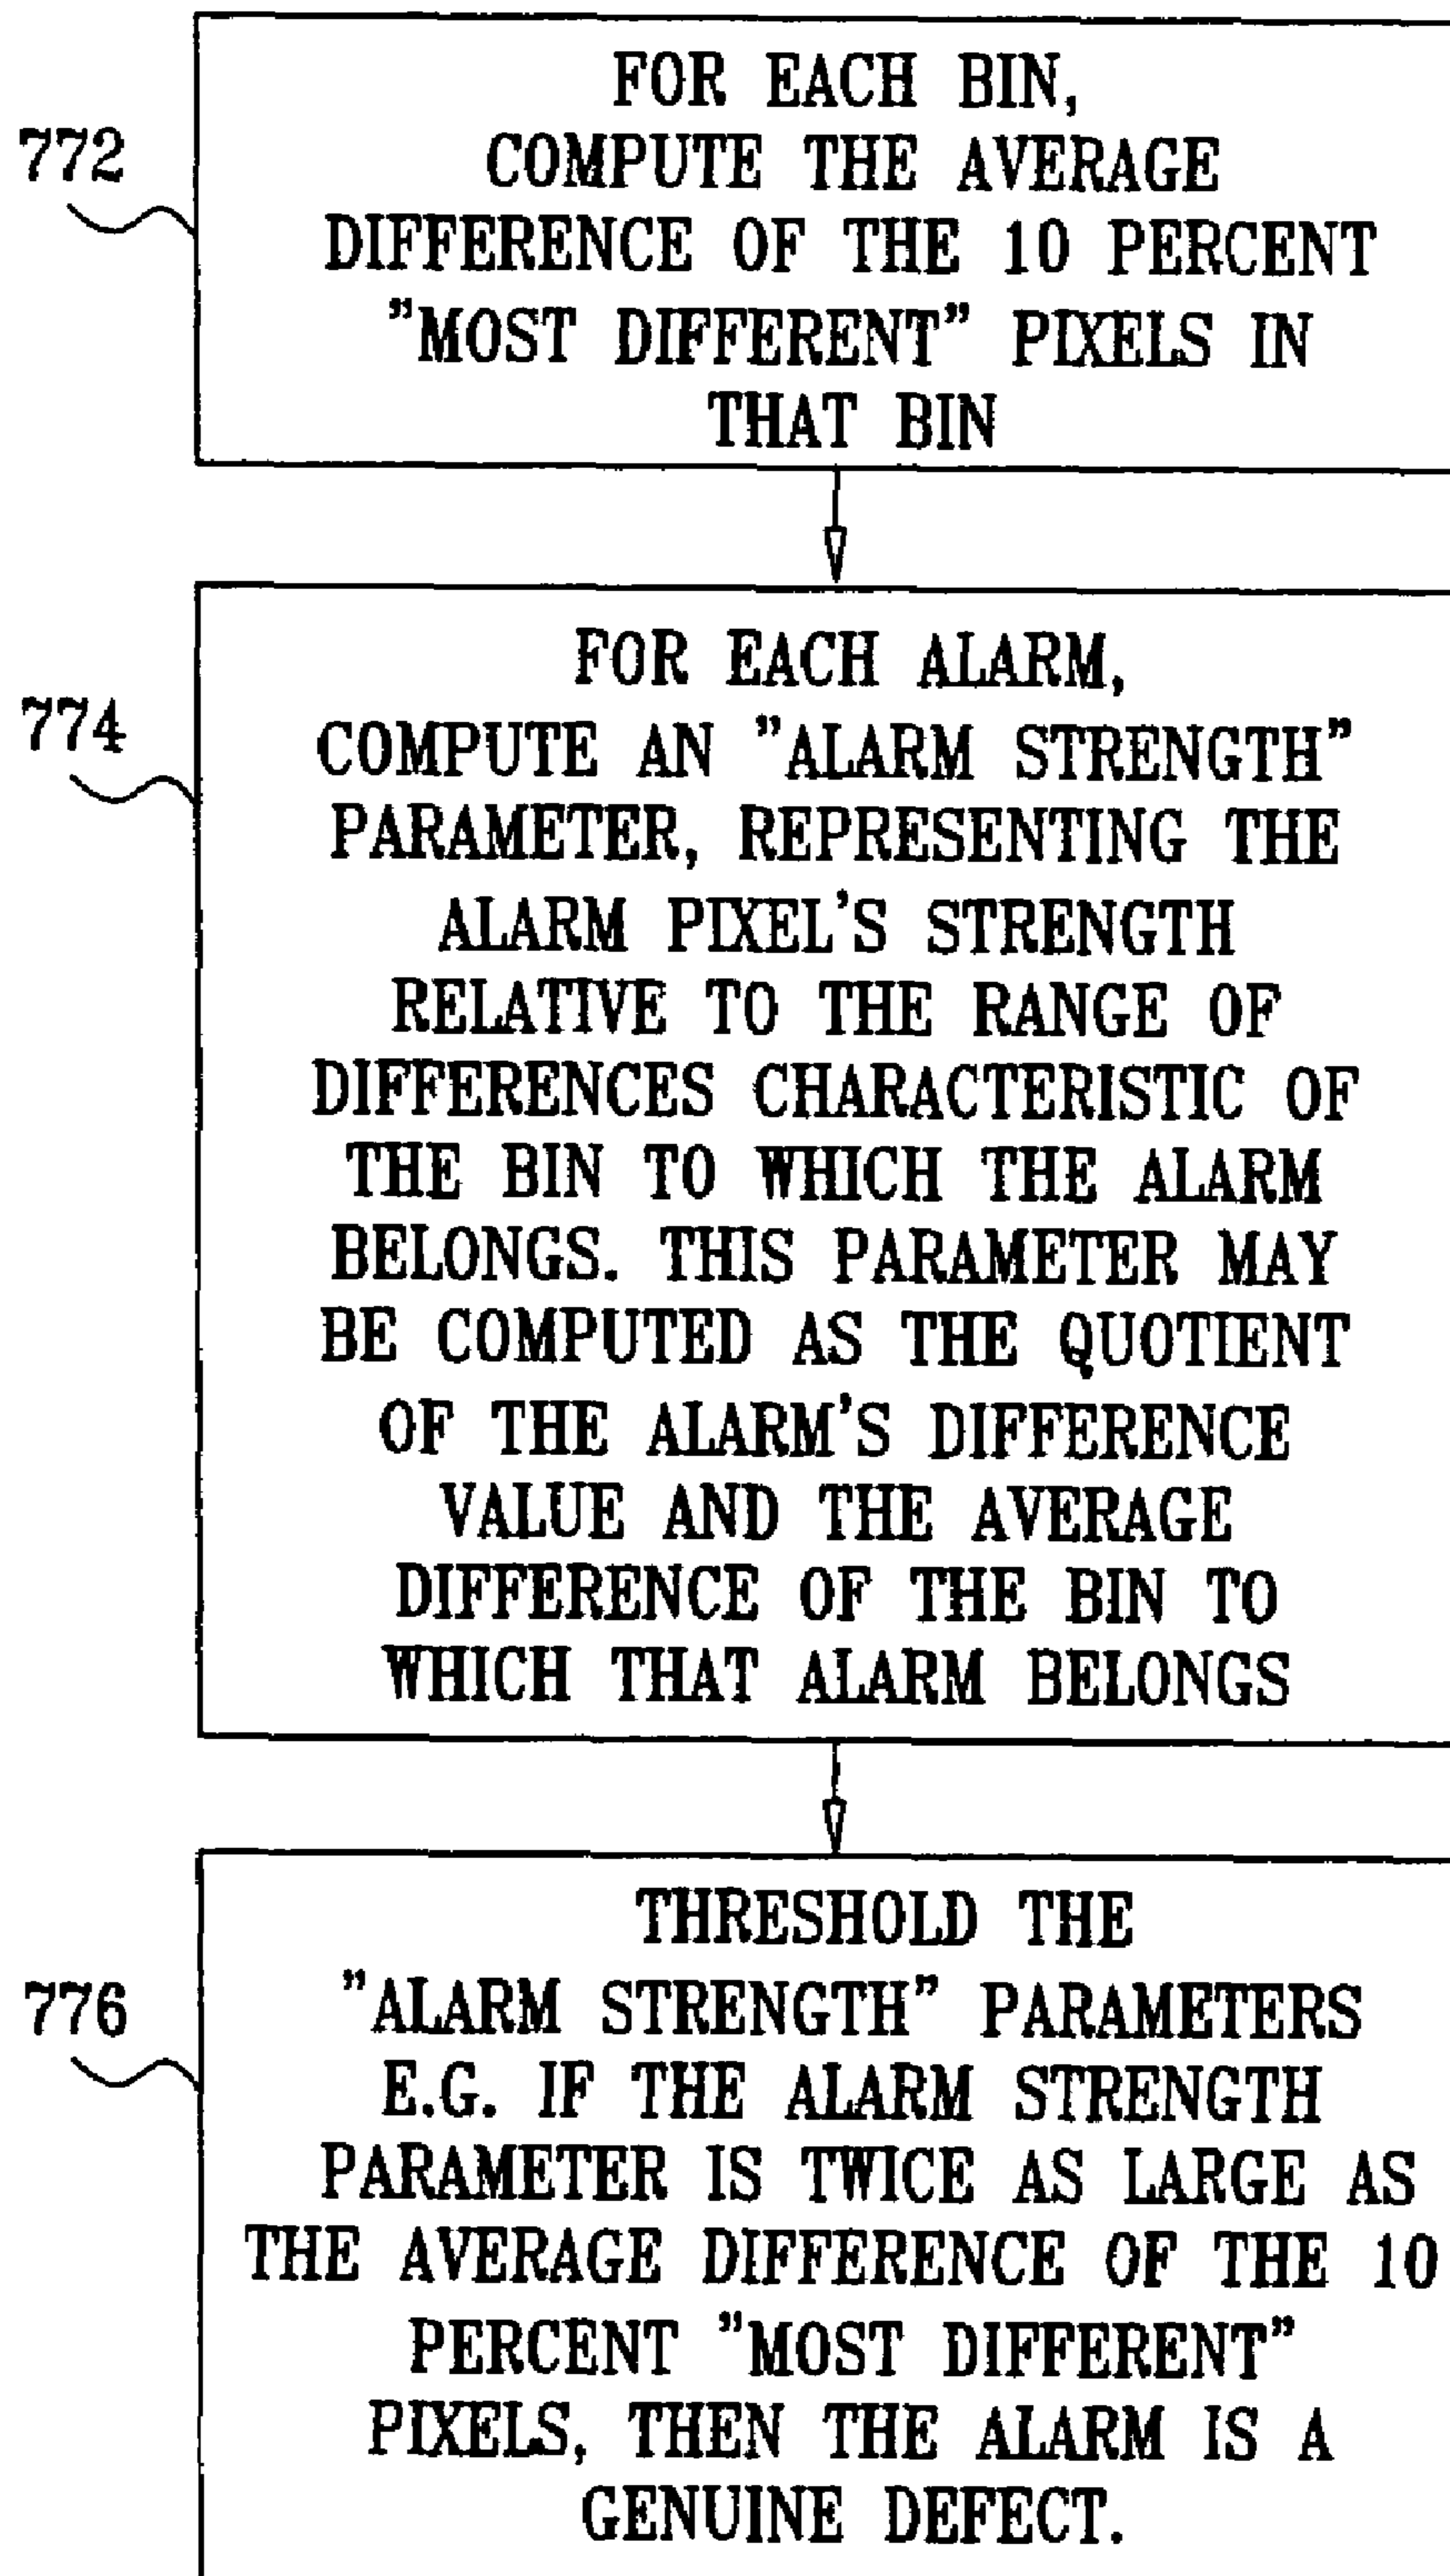 FOR EACH BIN,
772
COMPUTE THE AVERAGE
DIFFERENCE OF THE 10 PERCENT
"MOST DIFFERENT" PIXELS IN
THAT BIN
FOR EACH ALARM,
774
COMPUTE AN "ALARM STRENGTH"
PARAMETER, REPRESENTING THE
ALARM PIXEL'S STRENGTH
RELATIVE TO THE RANGE OF
DIFFERENCES CHARACTERISTIC OF
THE BIN TO WHICH THE ALARM
BELONGS. THIS PARAMETER MAY
BE COMPUTED AS THE QUOTIENT
OF THE ALARM'S DIFFERENCE
VALUE AND THE AVERAGE
DIFFERENCE OF THE BIN TO
WHICH THAT ALARM BELONGS
THRESHOLD THE
776
"ALARM STRENGTH" PARAMETERS
E.G. IF THE ALARM STRENGTH
PARAMETER IS TWICE AS LARGE AS
THE AVERAGE DIFFERENCE OF THE 10
PERCENT "MOST DIFFERENT"
PIXELS, THEN THE ALARM IS A
GENUINE DEFECT.